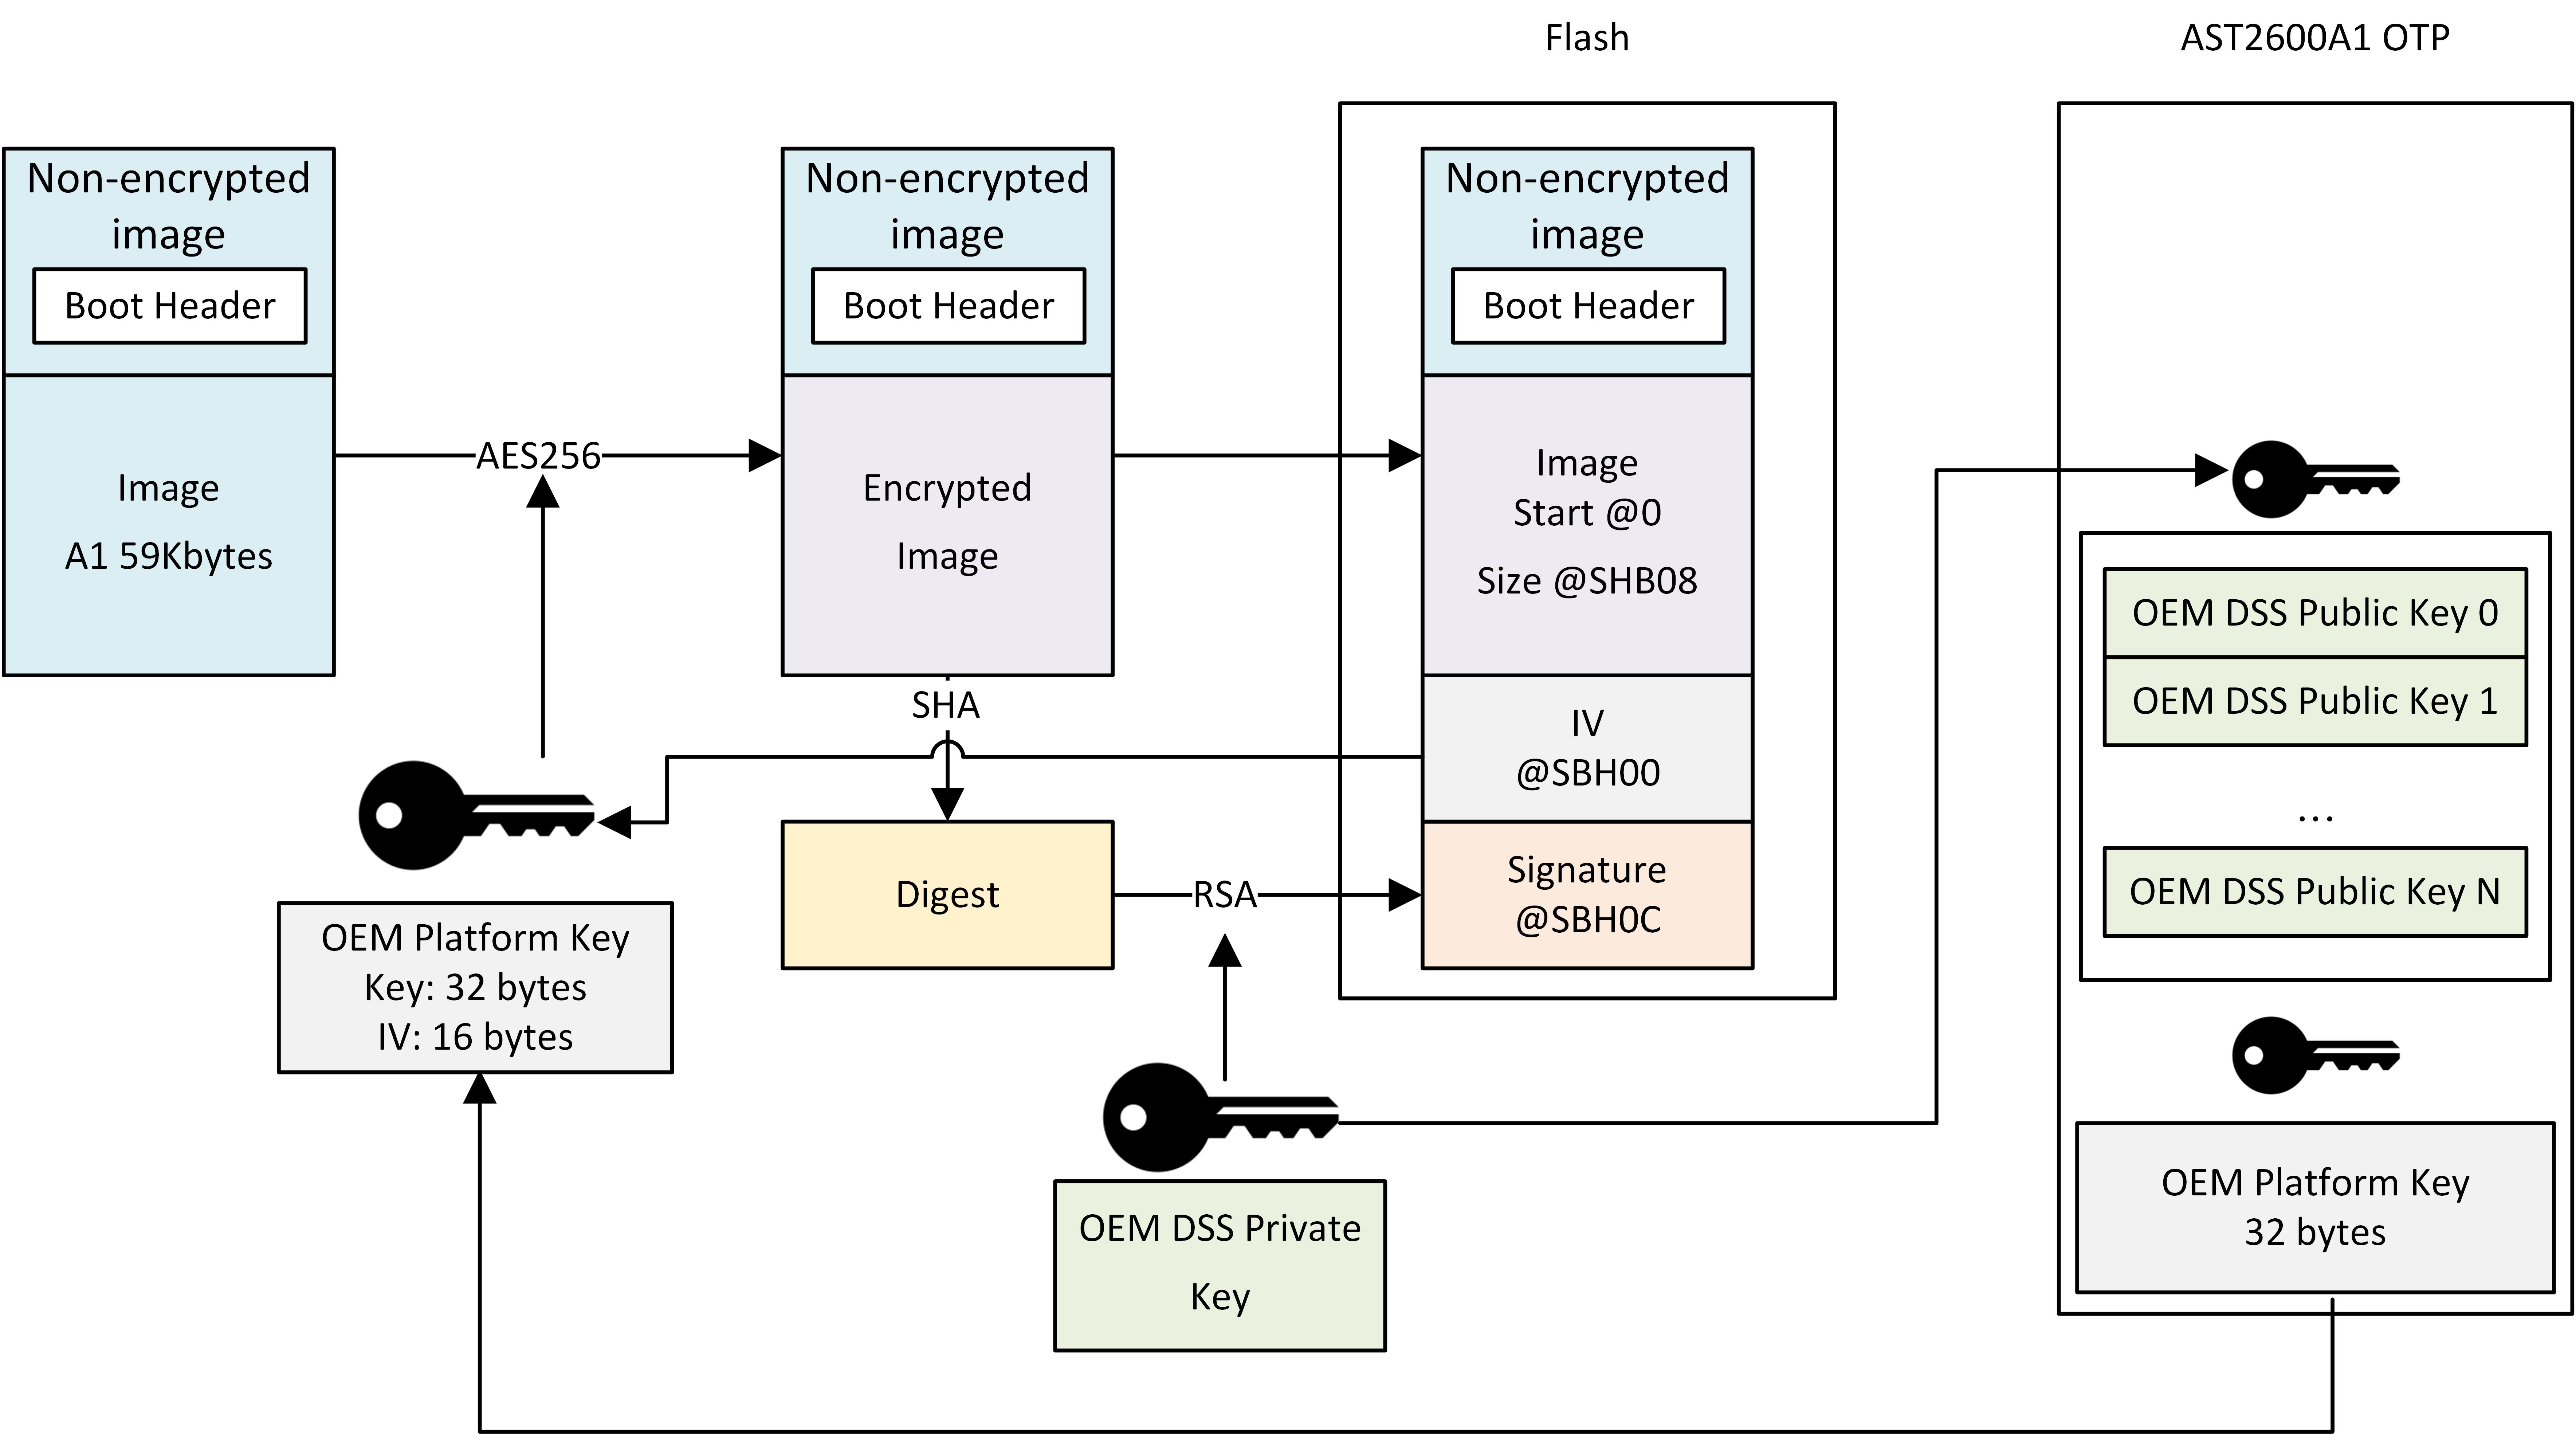 Flash
AST2600A1 OTP
Non-encrypted
image
Boot Header
Image
A1 59Kbytes
AES256
Non-encrypted
image
Boot Header
Encrypted
Image
SHA
Non-encrypted
image
Boot Header
Image
Start @0
Size @SHB08
IV
@SBH00
Signature
@SBH0C
Digest
RSA
OEM Platform Key
Key: 32 bytes
IV: 16 bytes
OEM DSS Private
Key
OEM DSS Public Key 0
OEM DSS Public Key 1
...
OEM DSS Public Key N
OEM Platform Key
32 bytes